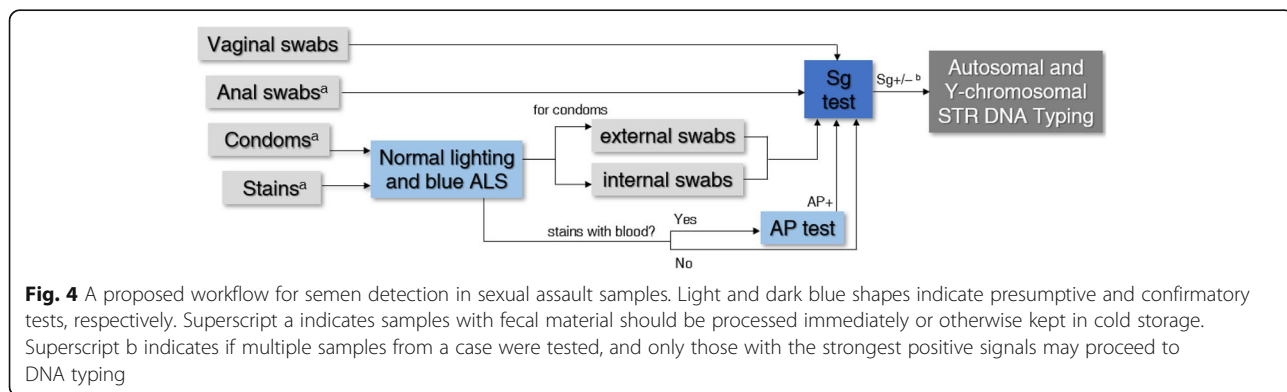 Vaginal swabs
Anal swabsᵃ
Condomsᵃ
Stainsᵃ
Normal lighting
and blue ALS
for condoms
external swabs
internal swabs
stains with blood?
Yes
No
AP test
AP+
Sg
test
Sg+/– ᵇ
Autosomal and
Y-chromosomal
STR DNA Typing
Fig. 4 A proposed workflow for semen detection in sexual assault samples. Light and dark blue shapes indicate presumptive and confirmatory
tests, respectively. Superscript a indicates samples with fecal material should be processed immediately or otherwise kept in cold storage.
Superscript b indicates if multiple samples from a case were tested, and only those with the strongest positive signals may proceed to
DNA typing